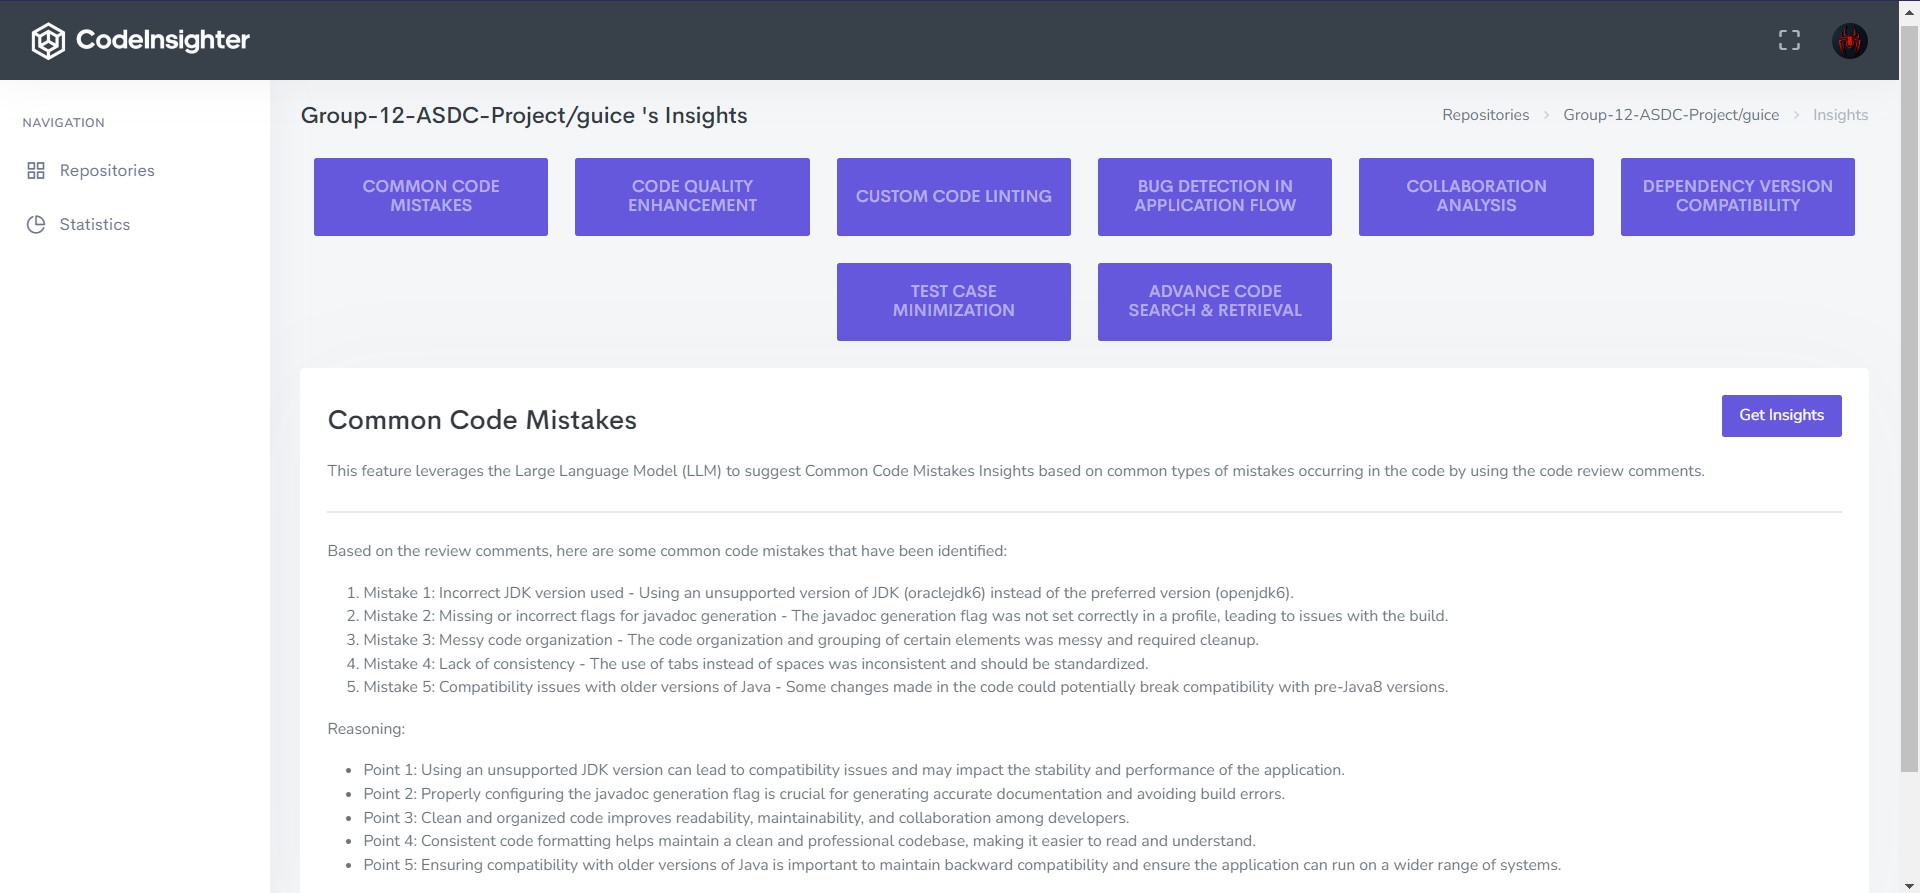 CodeInsighter
NAVIGATION
Repositories
Statistics
Group-12-ASDC-Project/guice 's Insights
Repositories > Group-12-ASDC-Project/guice > Insights
COMMON CODE
MISTAKES
CODE QUALITY
ENHANCEMENT
CUSTOM CODE LINTING
BUG DETECTION IN
APPLICATION FLOW
COLLABORATION
ANALYSIS
DEPENDENCY VERSION
COMPATIBILITY
TEST CASE
MINIMIZATION
ADVANCE CODE
SEARCH & RETRIEVAL
Common Code Mistakes
Get Insights
This feature leverages the Large Language Model (LLM) to suggest Common Code Mistakes Insights based on common types of mistakes occurring in the code by using the code review comments.
Based on the review comments, here are some common code mistakes that have been identified:
1. Mistake 1: Incorrect JDK version used - Using an unsupported version of JDK (oraclejdk6) instead of the preferred version (openjdk6).
2. Mistake 2: Missing or incorrect flags for javadoc generation - The javadoc generation flag was not set correctly in a profile, leading to issues with the build.
3. Mistake 3: Messy code organization - The code organization and grouping of certain elements was messy and required cleanup.
4. Mistake 4: Lack of consistency - The use of tabs instead of spaces was inconsistent and should be standardized.
5. Mistake 5: Compatibility issues with older versions of Java - Some changes made in the code could potentially break compatibility with pre-Java8 versions.
Reasoning:
• Point 1: Using an unsupported JDK version can lead to compatibility issues and may impact the stability and performance of the application.
• Point 2: Properly configuring the javadoc generation flag is crucial for generating accurate documentation and avoiding build errors.
• Point 3: Clean and organized code improves readability, maintainability, and collaboration among developers.
• Point 4: Consistent code formatting helps maintain a clean and professional codebase, making it easier to read and understand.
• Point 5: Ensuring compatibility with older versions of Java is important to maintain backward compatibility and ensure the application can run on a wider range of systems.